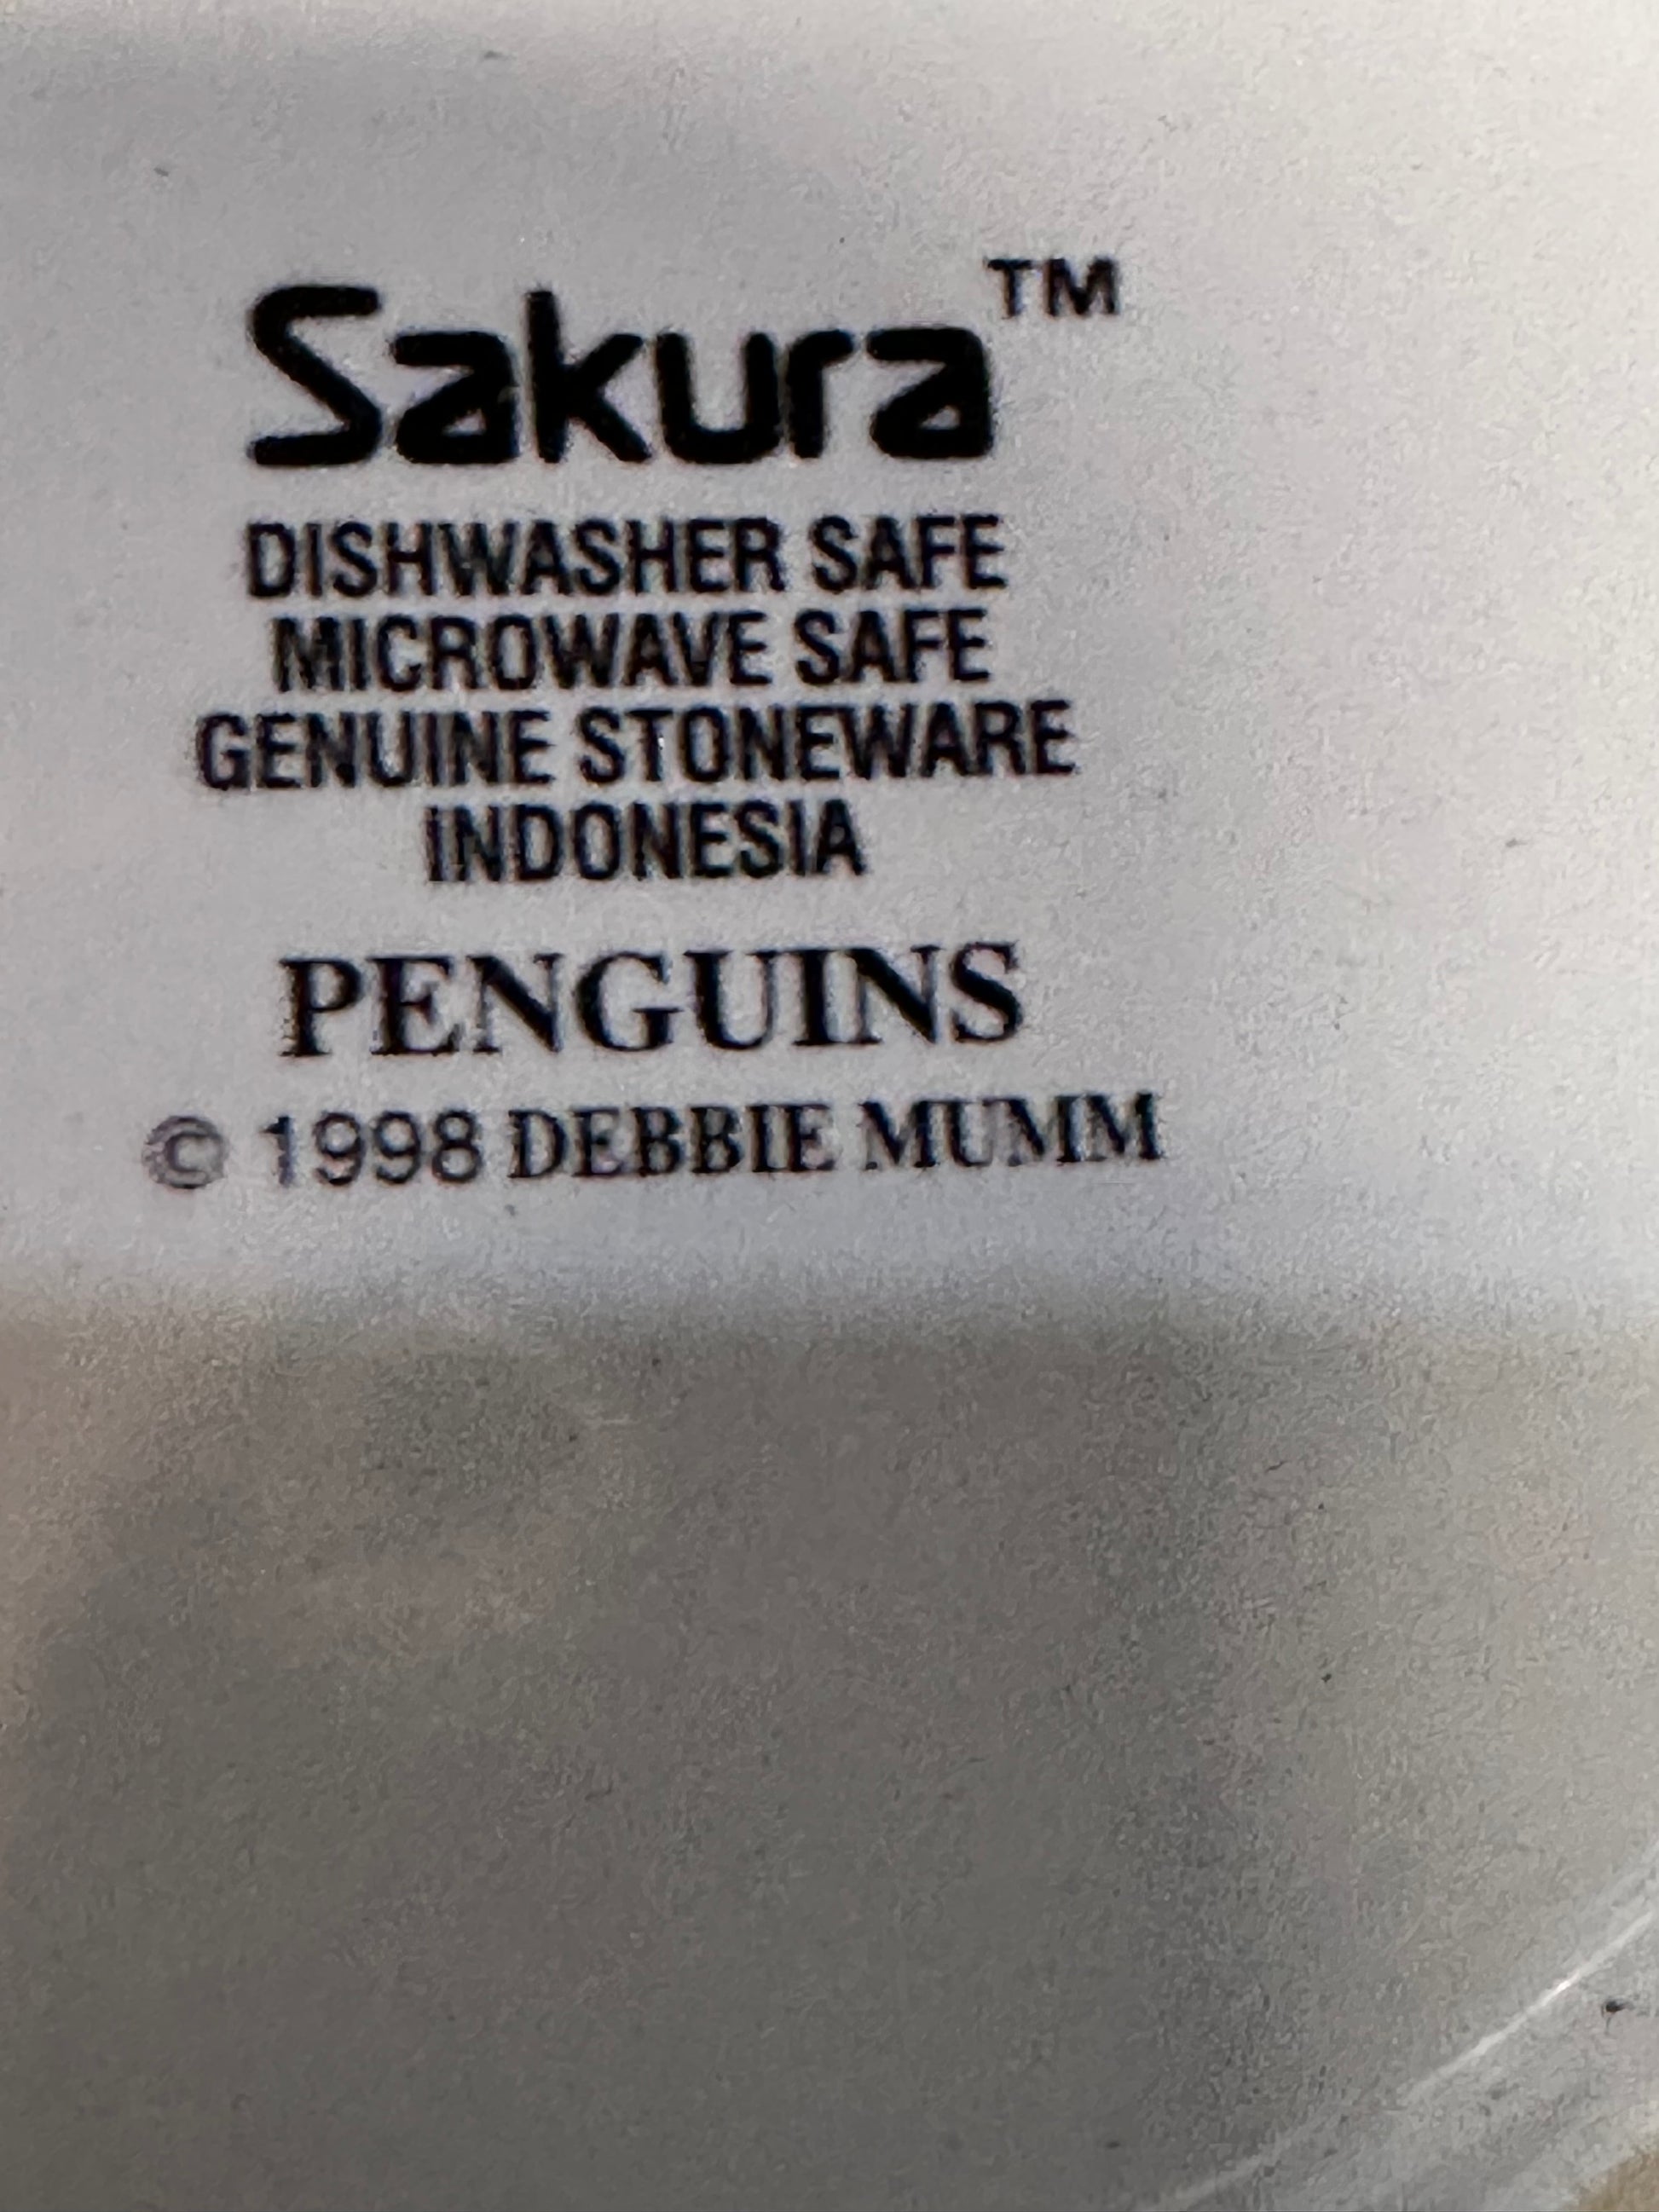 Sakura™
DISHWASHER SAFE
MICROWAVE SAFE
GENUINE STONEWARE
INDONESIA
PENGUINS
© 1998 DEBBIE MUMM